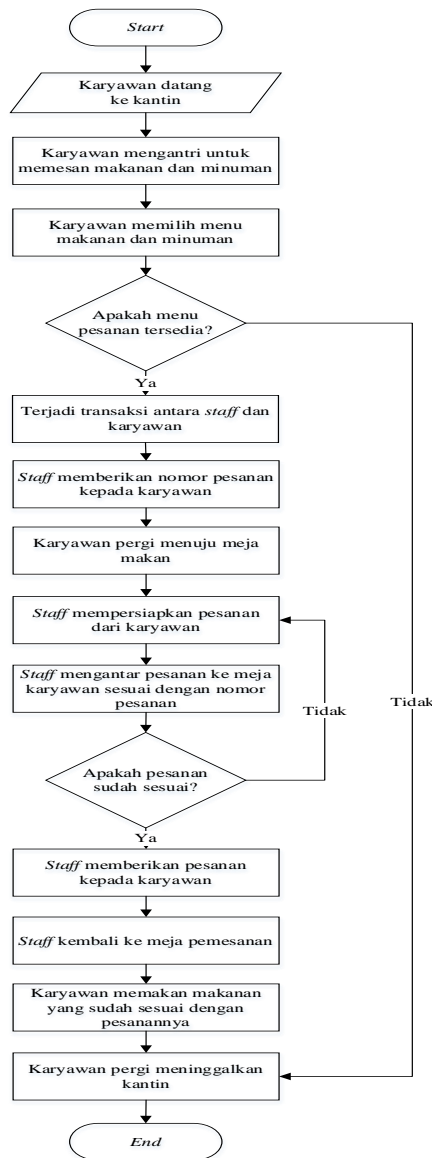 Start
Karyawan datang
ke kantin
Karyawan mengantri untuk
memesan makanan dan minuman
Karyawan memilih menu
makanan dan minuman
Apakah menu
pesanan tersedia?
Ya
Terjadi transaksi antara staff dan
karyawan
Staff memberikan nomor pesanan
kepada karyawan
Karyawan pergi menuju meja
makan
Staff mempersiapkan pesanan
dari karyawan
Staff mengantar pesanan ke meja
karyawan sesuai dengan nomor
pesanan
Tidak
Tidak
Apakah pesanan
sudah sesuai?
Ya
Staff memberikan pesanan
kepada karyawan
Staff kembali ke meja pemesanan
Karyawan memakan makanan
yang sudah sesuai dengan
pesanannya
Karyawan pergi meninggalkan
kantin
End